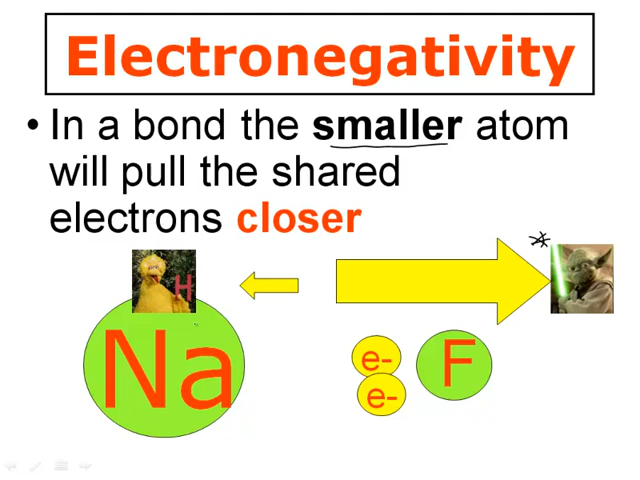 Electronegativity
• In a bond the smaller atom
will pull the shared
electrons closer
H
Na
e-
e-
F